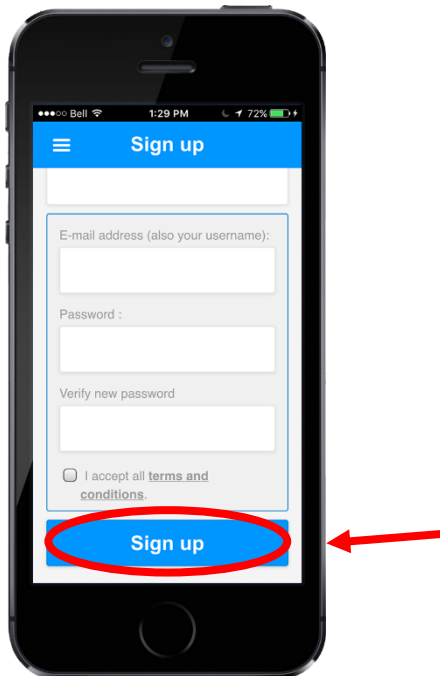 ●●●○○ Bell 1:29 PM 72%
Sign up
E-mail address (also your username):
Password :
Verify new password
I accept all terms and
conditions.
Sign up